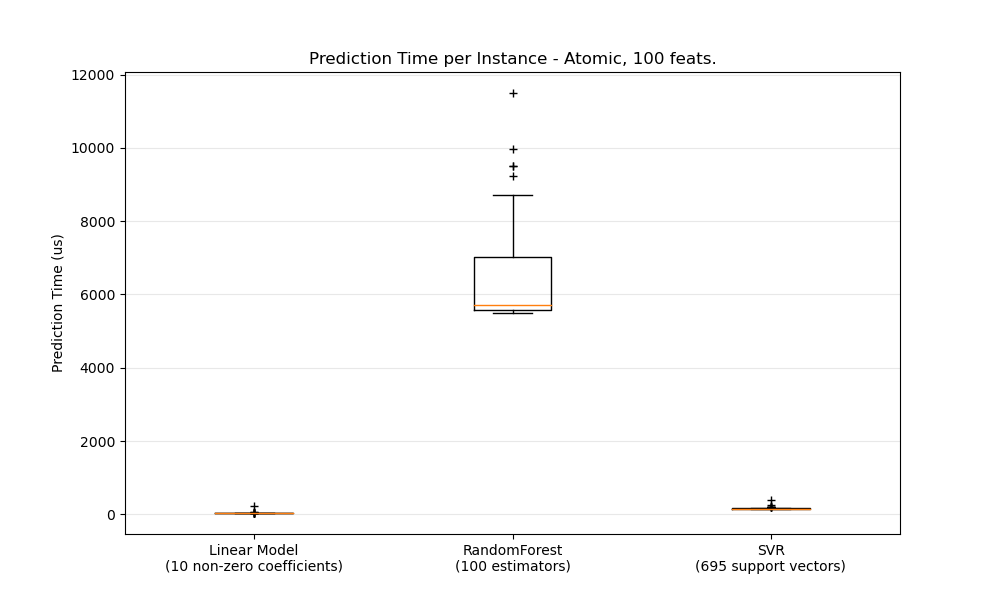 Prediction Time per Instance - Atomic, 100 feats.
12000
10000
8000
6000
4000
2000
0
Prediction Time (us)
Linear Model
(10 non-zero coefficients)
RandomForest
(100 estimators)
SVR
(695 support vectors)